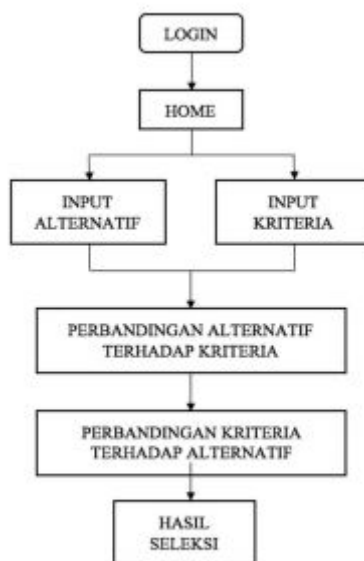 LOGIN
HOME
INPUT
ALTERNATIF
INPUT
KRITERIA
PERBANDINGAN ALTERNATIF
TERHADAP KRITERIA
PERBANDINGAN KRITERIA
TERHADAP ALTERNATIF
HASIL
SELEKSI